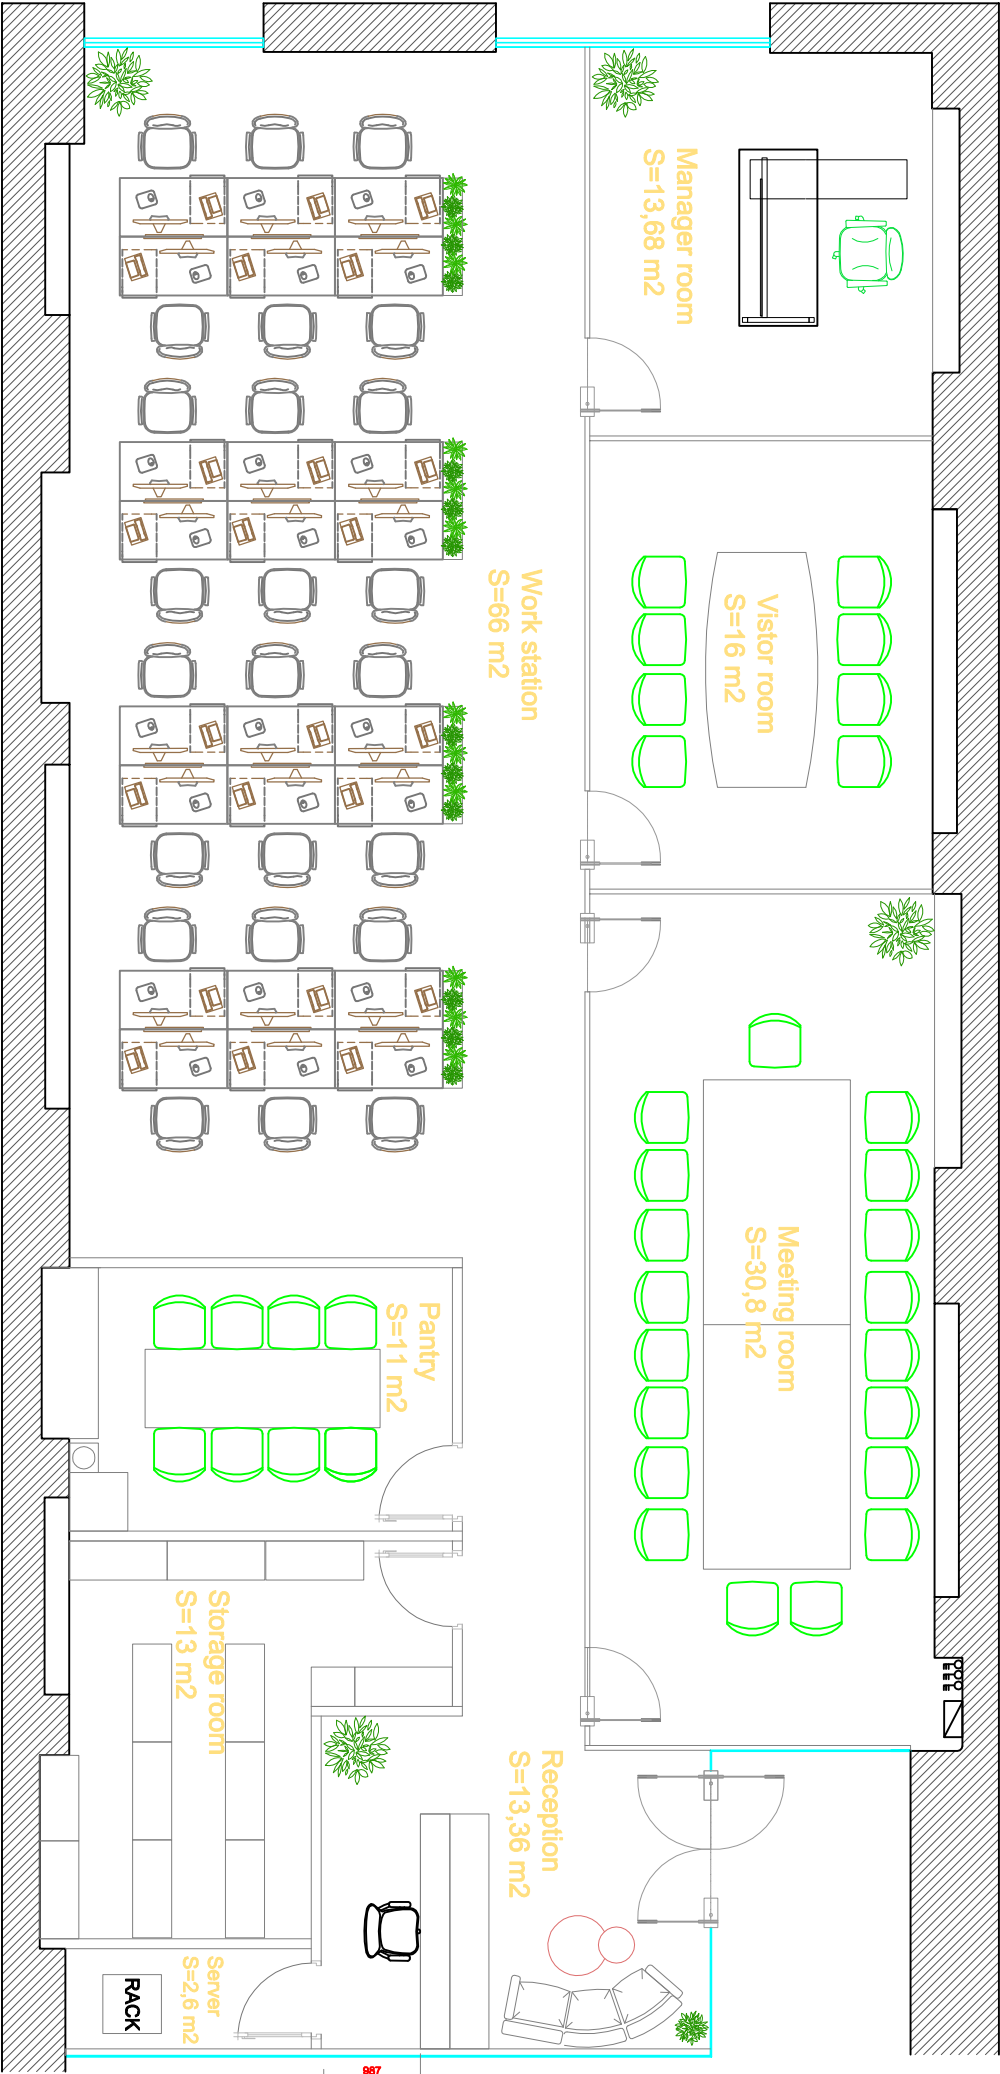 Manager room
S=13,68 m2
Work station
S=66 m2
Vistor room
S=16 m2
Meeting room
S=30,8 m2
Pantry
S=11 m2
Storage room
S=13 m2
Reception
S=13,36 m2
Server
S=2,6 m2
RACK
987